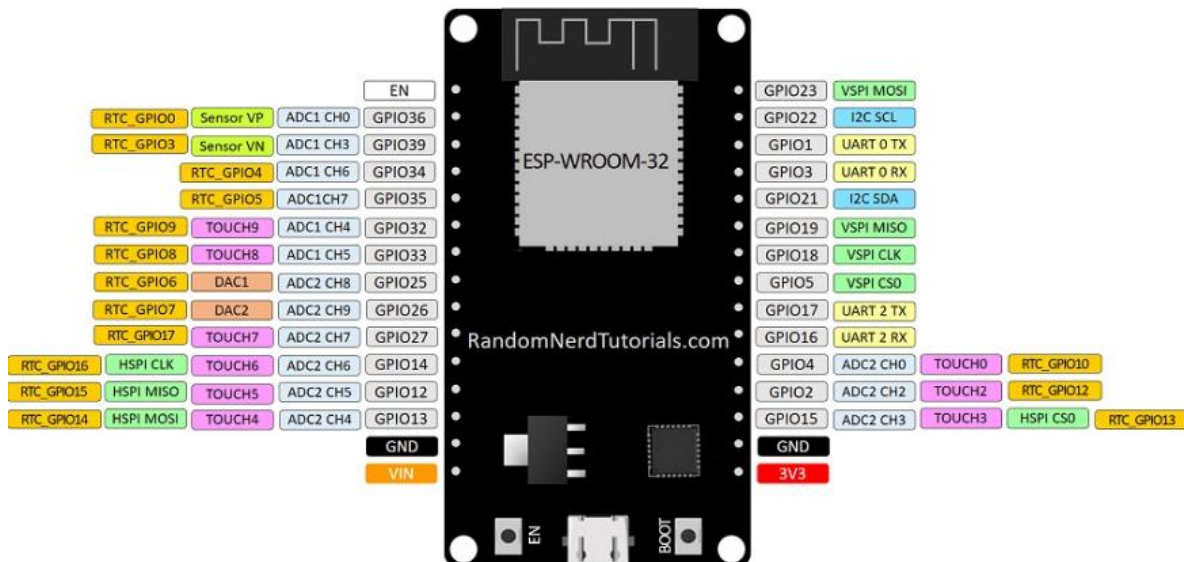 EN GPIO23 VSPI MOSI
RTC_GPIO0 Sensor VP ADC1 CH0 GPIO36 GPIO22 I2C SCL
RTC_GPIO3 Sensor VN ADC1 CH3 GPIO39 GPIO1 UART 0 TX
RTC_GPIO4 ADC1 CH6 GPIO34 ESP-WROOM-32 GPIO3 UART 0 RX
RTC_GPIO5 ADC1CH7 GPIO35 GPIO21 I2C SDA
RTC_GPIO9 TOUCH9 ADC1 CH4 GPIO32 GPIO19 VSPI MISO
RTC_GPIO8 TOUCH8 ADC1 CH5 GPIO33 GPIO18 VSPI CLK
RTC_GPIO6 DAC1 ADC2 CH8 GPIO25 GPIO5 VSPI CS0
RTC_GPIO7 DAC2 ADC2 CH9 GPIO26 GPIO17 UART 2 TX
RTC_GPIO17 TOUCH7 ADC2 CH7 GPIO27 RandomNerdTutorials.com GPIO16 UART 2 RX
RTC_GPIO16 HSPI CLK TOUCH6 ADC2 CH6 GPIO14 GPIO4 ADC2 CH0 TOUCH0 RTC_GPIO10
RTC_GPIO15 HSPI MISO TOUCH5 ADC2 CH5 GPIO12 GPIO2 ADC2 CH2 TOUCH2 RTC_GPIO12
RTC_GPIO14 HSPI MOSI TOUCH4 ADC2 CH4 GPIO13 GPIO15 ADC2 CH3 TOUCH3 HSPI CS0 RTC_GPIO13
GND GND
VIN 3V3
EN BOOT